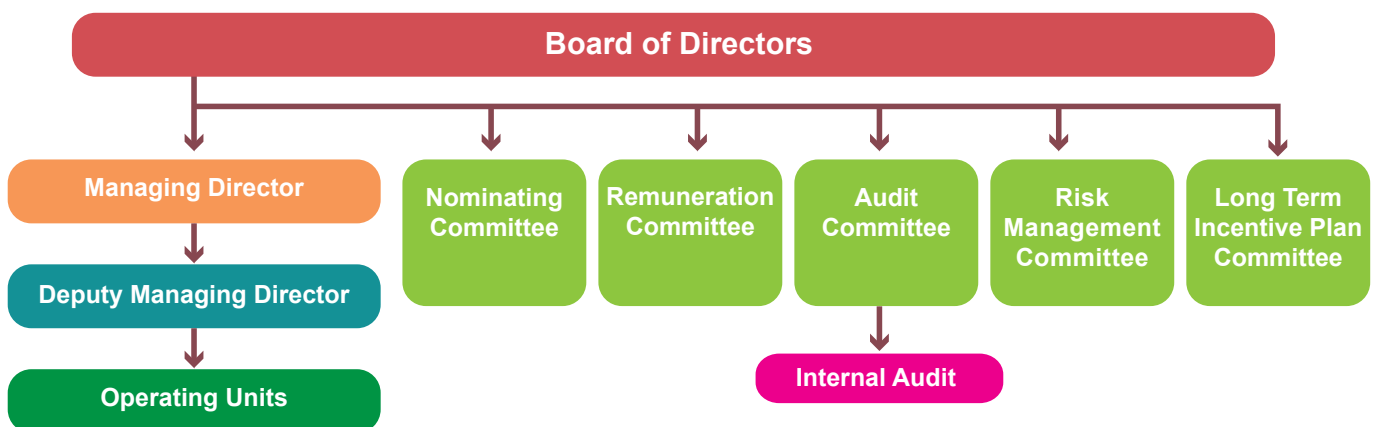 Board of Directors
Managing Director
Nominating
Committee
Remuneration
Committee
Audit
Committee
Risk
Management
Committee
Long Term
Incentive Plan
Committee
Deputy Managing Director
Internal Audit
Operating Units